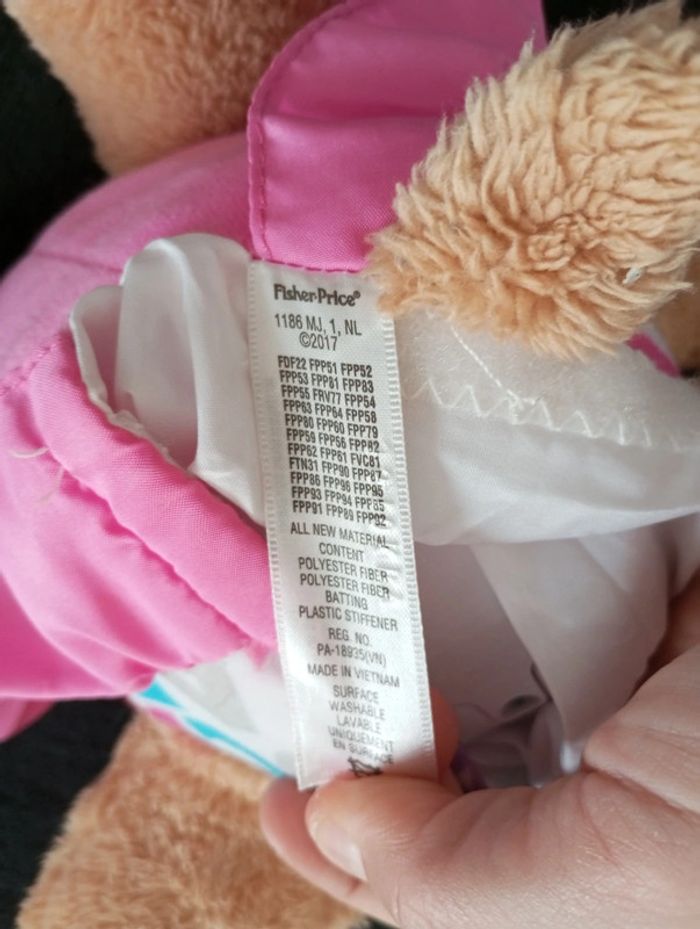 Fisher-Price®
1186 MJ, 1, NL
©2017
FDF22 FPP51 FPP52
FPP53 FPP81 FPP83
FPP55 FRV77 FPP54
FPP63 FPP64 FPP58
FPP80 FPP60 FPP79
FPP59 FPP56 FPP82
FPP62 FPP61 FVC81
FTN31 FPP90 FPP87
FPP86 FPP96 FPP95
FPP93 FPP94 FPP85
FPP91 FPP89 FPP92
ALL NEW MATERIAL
CONTENT
POLYESTER FIBER
POLYESTER FIBER
BATTING
PLASTIC STIFFENER
REG. NO.
PA-18935(VN)
MADE IN VIETNAM
SURFACE
WASHABLE
LAVABLE
UNIQUEMENT
EN SURFACE